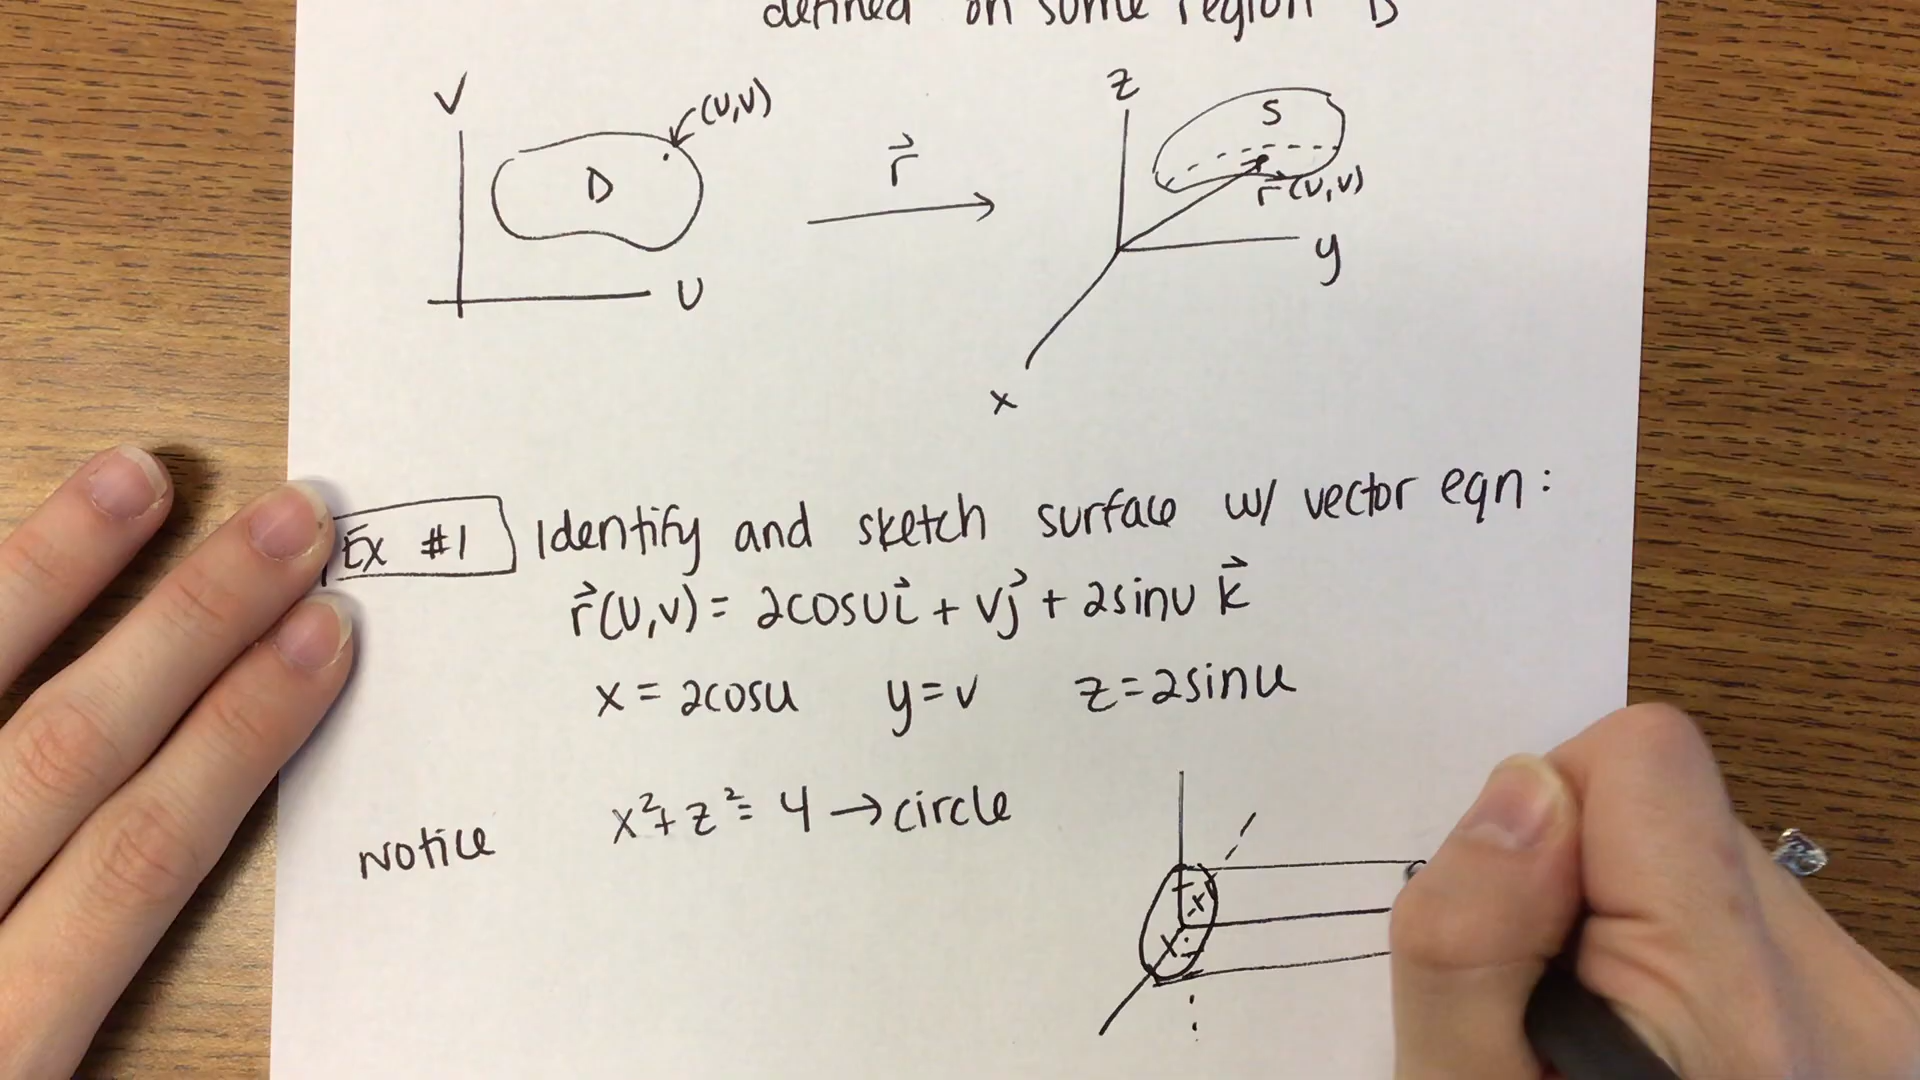 defined on some region D
V
(u,v)
D
r⃗
U
z
S
r⃗(u,v)
y
x
Ex #1 Identify and sketch surface w/ vector eqn:
r⃗(u,v) = 2cosu i⃗ + v j⃗ + 2sinu k⃗
x = 2cosu y = v z = 2sinu
Notice x² + z² = 4 → circle